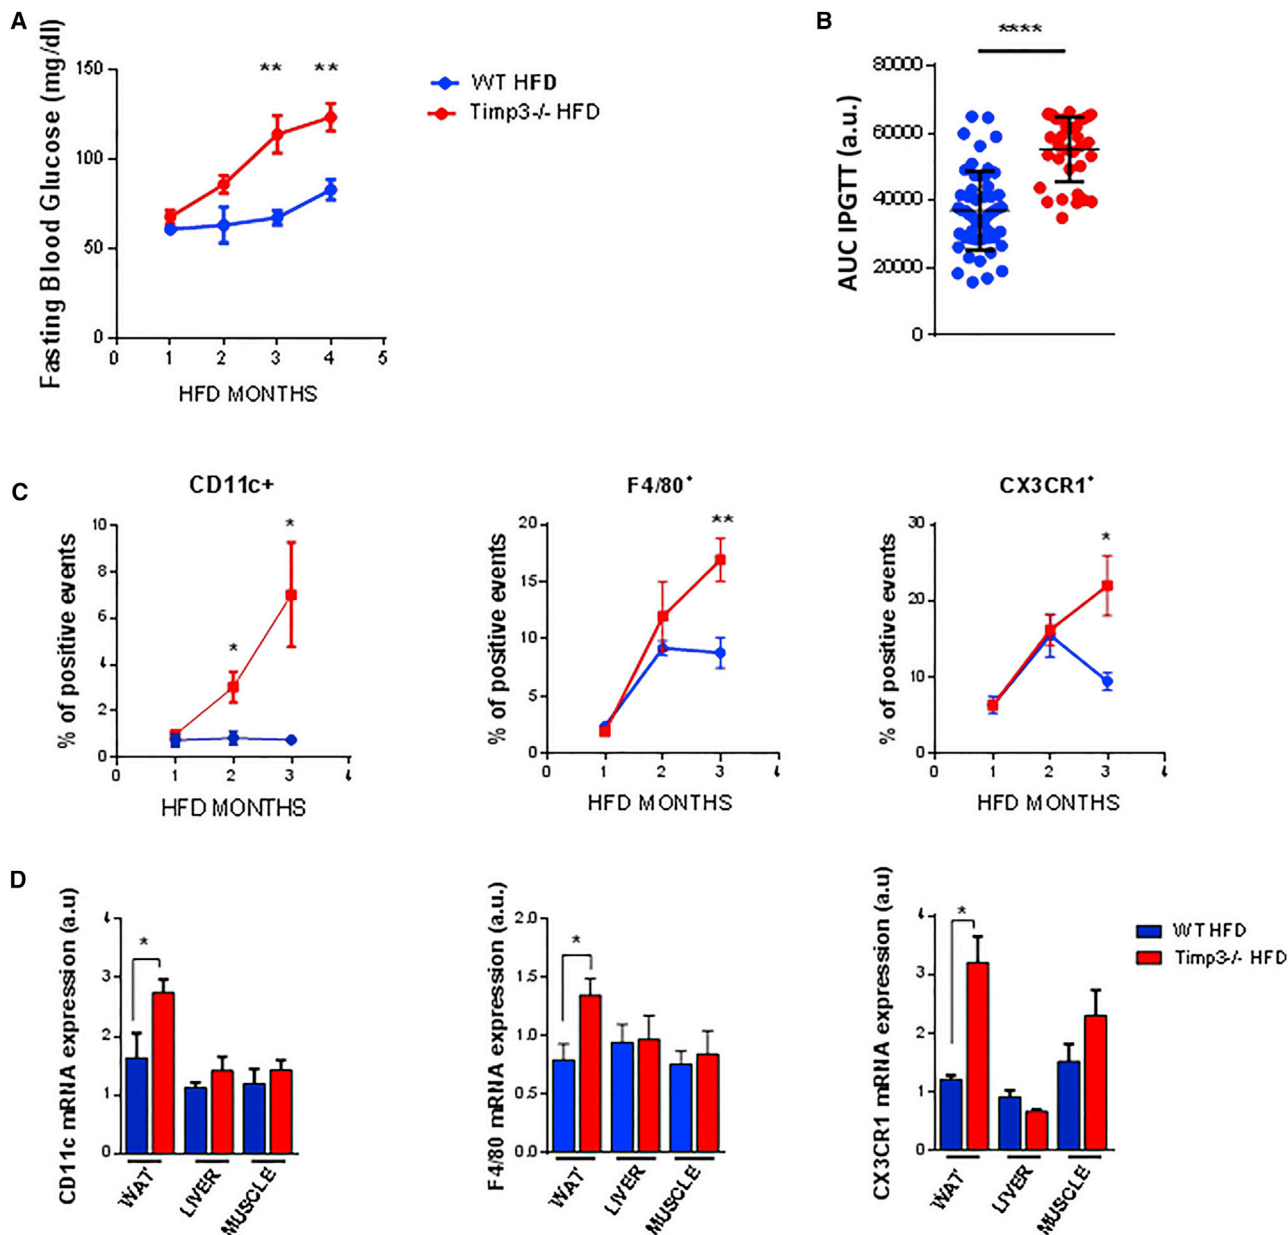 A
Fasting Blood Glucose (mg/dl)
150
100
50
0
0 1 2 3 4 5
HFD MONTHS
** **
WT HFD
Timp3-/- HFD
B
****
AUC IPGTT (a.u.)
80000
60000
40000
20000
0
C
CD11c+
% of positive events
10
8
6
4
2
0
0 1 2 3 4
* *
HFD MONTHS
F4/80+
% of positive events
20
15
10
5
0
0 1 2 3 4
**
HFD MONTHS
CX3CR1+
% of positive events
30
20
10
0
0 1 2 3 4
*
HFD MONTHS
D
CD11c mRNA expression (a.u)
4
3
2
1
0
*
WAT LIVER MUSCLE
F4/80 mRNA expression (a.u.)
2.0
1.5
1.0
0.5
0.0
*
WAT LIVER MUSCLE
CX3CR1 mRNA expression (a.u)
4
3
2
1
0
*
WAT LIVER MUSCLE
WT HFD
Timp3-/- HFD